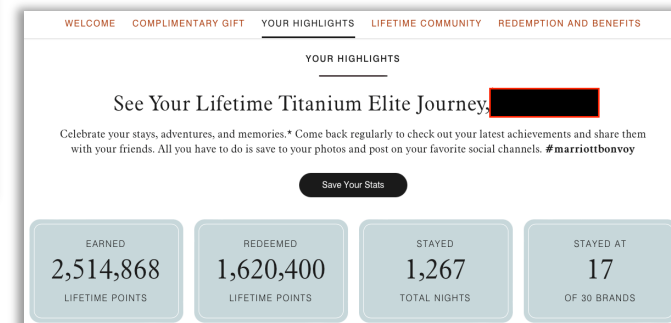 WELCOME COMPLIMENTARY GIFT YOUR HIGHLIGHTS LIFETIME COMMUNITY REDEMPTION AND BENEFITS
YOUR HIGHLIGHTS
See Your Lifetime Titanium Elite Journey,
Celebrate your stays, adventures, and memories.* Come back regularly to check out your latest achievements and share them
with your friends. All you have to do is save to your photos and post on your favorite social channels. #marriottbonvoy
Save Your Stats
EARNED
2,514,868
LIFETIME POINTS
REDEEMED
1,620,400
LIFETIME POINTS
STAYED
1,267
TOTAL NIGHTS
STAYED AT
17
OF 30 BRANDS